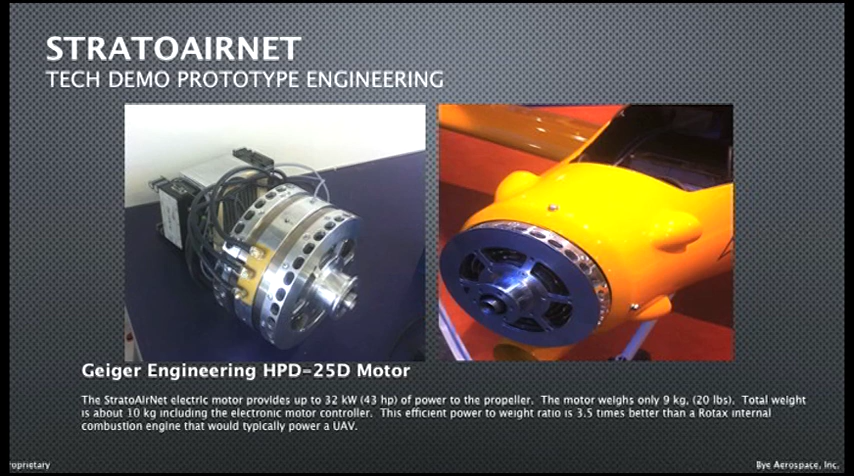 STRATOAIRNET
TECH DEMO PROTOTYPE ENGINEERING
Geiger Engineering HPD-25D Motor
The StratoAirNet electric motor provides up to 32 kW (43 hp) of power to the propeller. The motor weighs only 9 kg, (20 lbs). Total weight
is about 10 kg including the electronic motor controller. This efficient power to weight ratio is 3.5 times better than a Rotax internal
combustion engine that would typically power a UAV.
roprietary
Bye Aerospace, Inc.